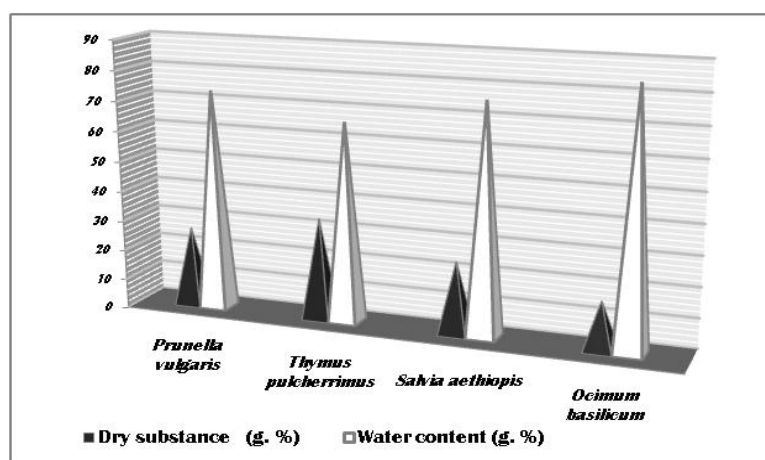 90
80
70
60
50
40
30
20
10
0
Prunella
vulgaris
Thymus
pulcherrimus
Salvia aethiopis
Ocimum
basilicum
Dry substance (g. %)
Water content (g. %)